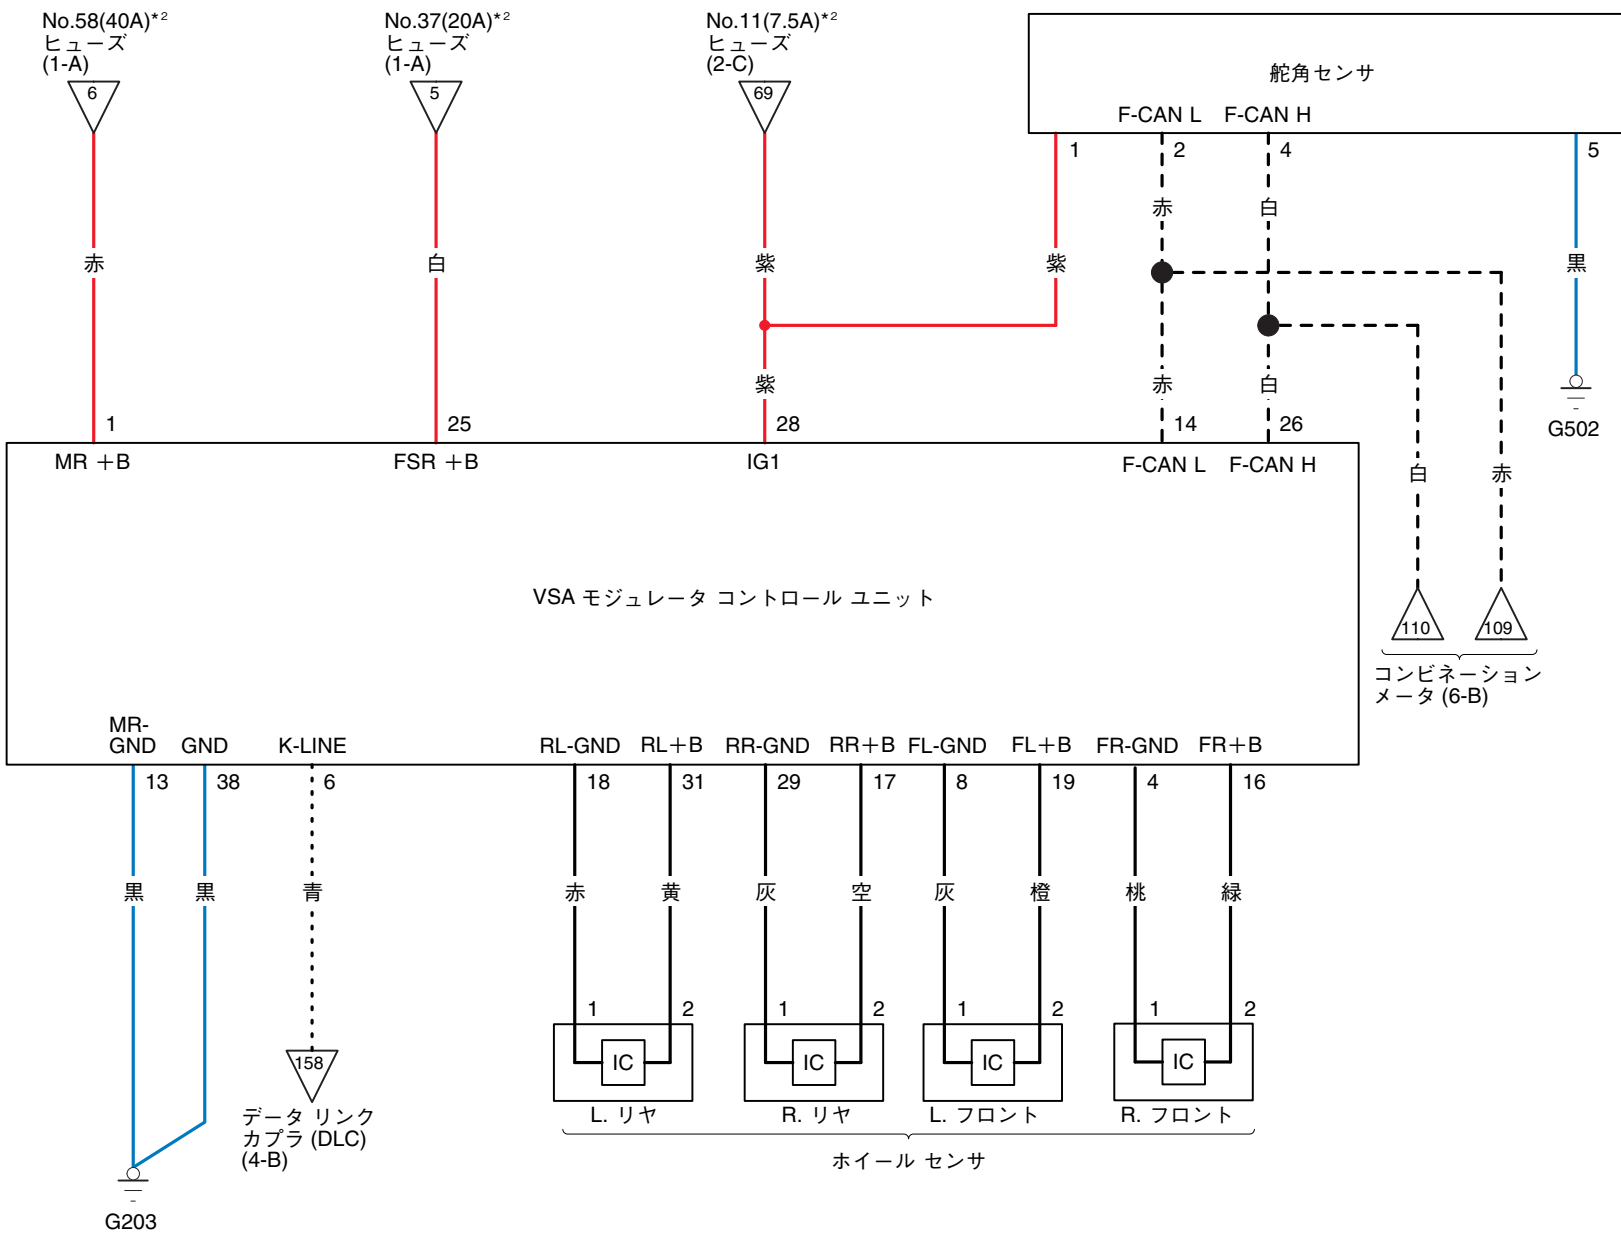 No.58(40A)*2
ヒューズ
(1-A)
6
No.37(20A)*2
ヒューズ
(1-A)
5
No.11(7.5A)*2
ヒューズ
(2-C)
69
舵角センサ
F-CAN L
F-CAN H
1
2
4
5
赤
白
赤
白
紫
紫
黒
紫
赤
白
G502
1
25
28
14
26
MR +B
FSR +B
IG1
F-CAN L
F-CAN H
白
赤
VSA モジュレータ コントロール ユニット
110
109
コンビネーション
メータ (6-B)
MR-
GND
GND
K-LINE
RL-GND
RL+B
RR-GND
RR+B
FL-GND
FL+B
FR-GND
FR+B
13
38
6
18
31
29
17
8
19
4
16
黒
黒
青
赤
黄
灰
空
灰
橙
桃
緑
1
2
1
2
1
2
1
2
158
IC
IC
IC
IC
データ リンク
カプラ (DLC)
(4-B)
L. リヤ
R. リヤ
L. フロント
R. フロント
ホイール センサ
G203